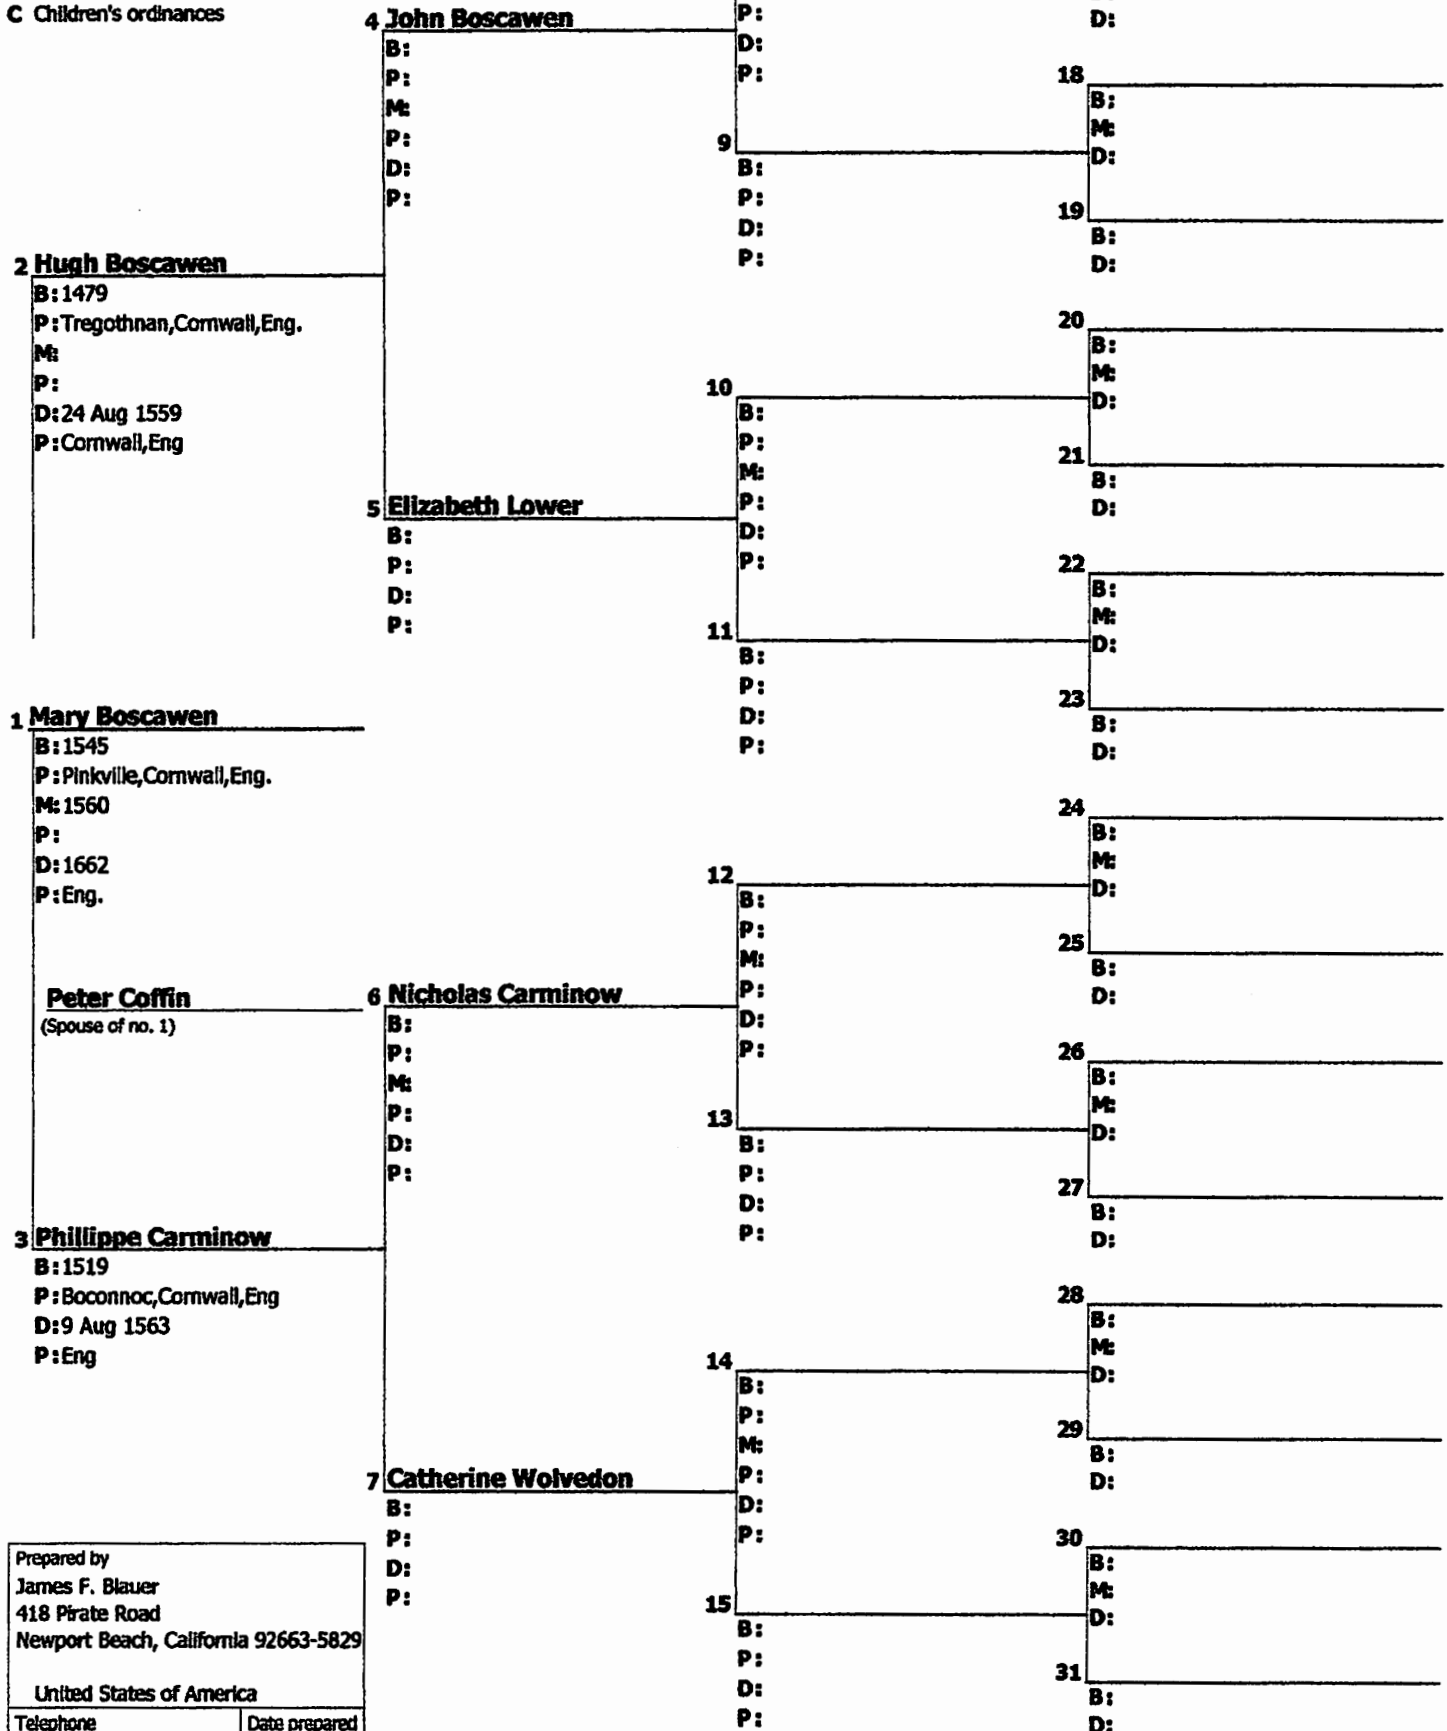 C Children's ordinances
4 John Boscawen
B:
P:
M:
P:
D:
P:
2 Hugh Boscawen
B:1479
P:Tregothnan,Cornwall,Eng.
M:
P:
D:24 Aug 1559
P:Cornwall,Eng
5 Elizabeth Lower
B:
P:
D:
P:
1 Mary Boscawen
B:1545
P:Pinkville,Cornwall,Eng.
M:1560
P:
D:1662
P:Eng.
Peter Coffin
(Spouse of no. 1)
6 Nicholas Carminow
B:
P:
M:
P:
D:
P:
3 Phillippe Carminow
B:1519
P:Boconnoc,Cornwall,Eng
D:9 Aug 1563
P:Eng
7 Catherine Wolvedon
B:
P:
D:
P:
Prepared by
James F. Blauer
418 Pirate Road
Newport Beach, California 92663-5829
United States of America
Telephone
Date prepared
P:
D:
P:
9
B:
P:
D:
P:
10
B:
P:
M:
P:
D:
P:
11
B:
P:
D:
P:
12
B:
P:
M:
P:
D:
P:
13
B:
P:
D:
P:
14
B:
P:
M:
P:
D:
P:
15
B:
P:
D:
P:
D:
18
B:
M:
D:
19
B:
D:
20
B:
M:
D:
21
B:
D:
22
B:
M:
D:
23
B:
D:
24
B:
M:
D:
25
B:
D:
26
B:
M:
D:
27
B:
D:
28
B:
M:
D:
29
B:
D:
30
B:
M:
D:
31
B:
D: